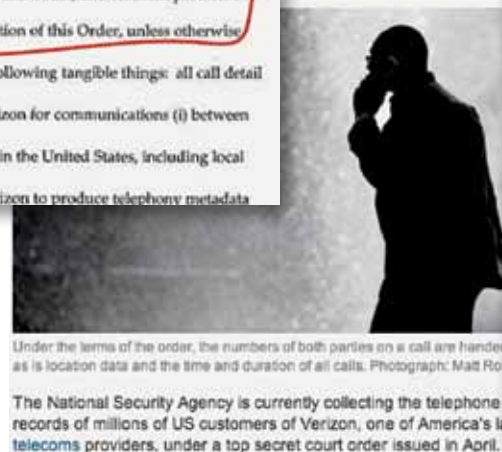 tion of this Order, unless otherwise
ollowing tangible things: all call detail
izon for communications (i) between
in the United States, including local
izon to produce telephony metadata
Under the terms of the order, the numbers of both parties on a call are hande
as is location data and the time and duration of all calls. Photograph: Matt Ro
The National Security Agency is currently collecting the telephone
records of millions of US customers of Verizon, one of America's la
telecoms providers, under a top secret court order issued in April.